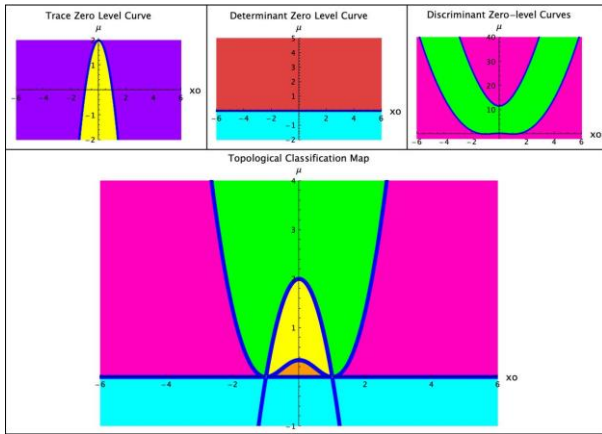 Trace Zero Level Curve
μ
2
1
-6 -4 -2 2 4 6 xo
-1
-2
Determinant Zero Level Curve
μ
5
4
3
2
1
-6 -4 -2 2 4 6 xo
-1
-2
Discriminant Zero-level Curves
μ
40
30
20
10
xo
-6 -4 -2 2 4 6
Topological Classification Map
μ
4
3
2
1
-6 -4 -2 2 4 6 xo
-1